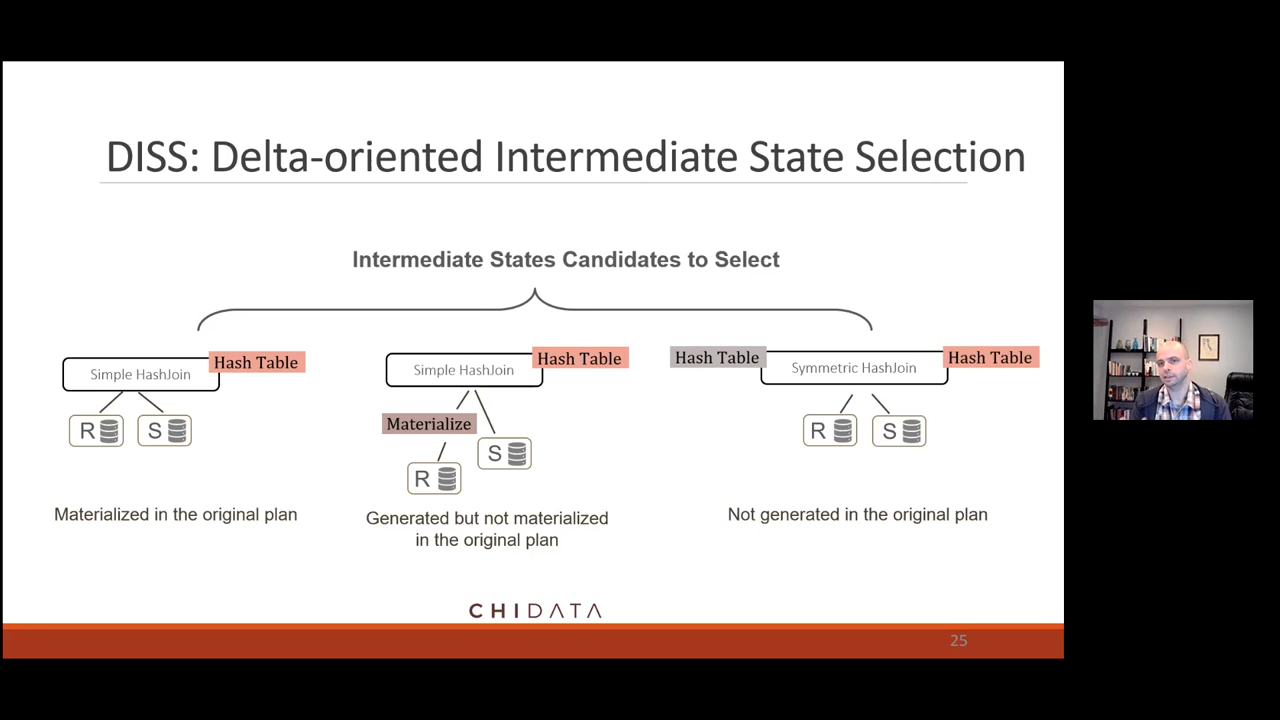 DISS: Delta-oriented Intermediate State Selection
Intermediate States Candidates to Select
Simple HashJoin
Hash Table
R
S
Materialized in the original plan
Simple HashJoin
Hash Table
Materialize
S
R
Generated but not materialized
in the original plan
Hash Table
Symmetric HashJoin
Hash Table
R
S
Not generated in the original plan
CHIDATA
25